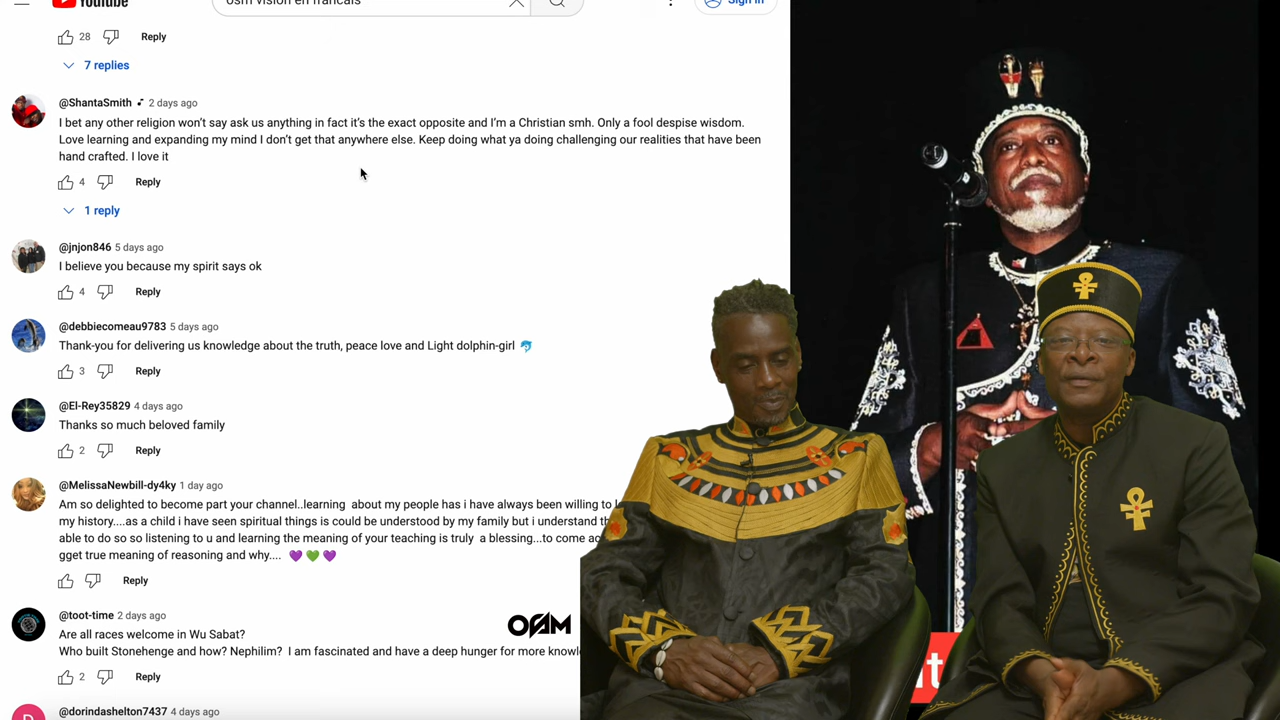 YouTube
osm vision en francais
Sign in
28
Reply
7 replies
@ShantaSmith 2 days ago
I bet any other religion won't say ask us anything in fact it's the exact opposite and I'm a Christian smh. Only a fool despise wisdom.
Love learning and expanding my mind I don't get that anywhere else. Keep doing what ya doing challenging our realities that have been
hand crafted. I love it
4
Reply
1 reply
@jnjon846 5 days ago
I believe you because my spirit says ok
4
Reply
@debbiecomeau9783 5 days ago
Thank-you for delivering us knowledge about the truth, peace love and Light dolphin-girl 🐬
3
Reply
@El-Rey35829 4 days ago
Thanks so much beloved family
2
Reply
@MelissaNewbill-dy4ky 1 day ago
Am so delighted to become part your channel..learning about my people has i have always been willing to
my history....as a child i have seen spiritual things is could be understood by my family but i understand
able to do so so listening to u and learning the meaning of your teaching is truly a blessing...to come
gget true meaning of reasoning and why.... 💜 💚 💜
Reply
@toot-time 2 days ago
Are all races welcome in Wu Sabat?
Who built Stonehenge and how? Nephilim? I am fascinated and have a deep hunger for more
2
Reply
@dorindashelton7437 4 days ago
D